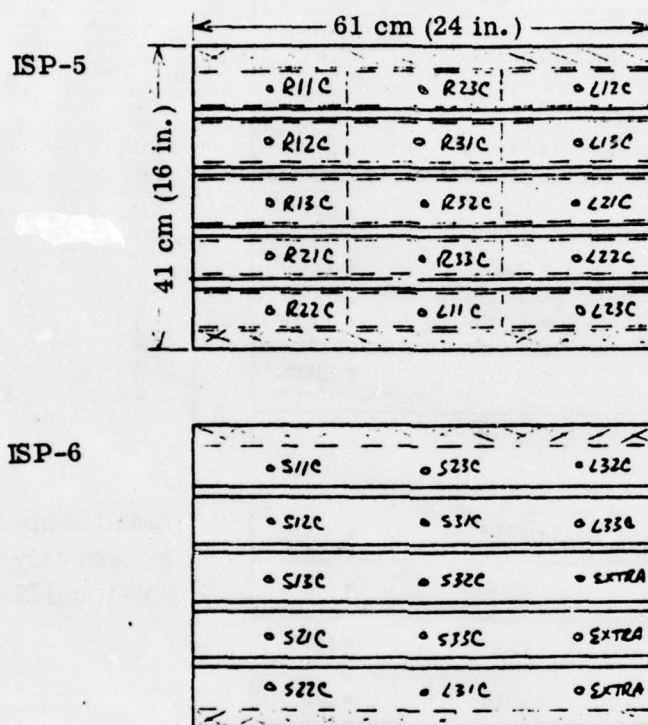 61 cm (24 in.)
ISP-5
41 cm (16 in.)
R11C R23C L12C
R12C R31C L13C
R13C R32C L21C
R21C R33C L22C
R22C L11C L23C
ISP-6
S11C S23C L32C
S12C S31C L33C
S13C S32C EXTRA
S21C S33C EXTRA
S22C L31C EXTRA